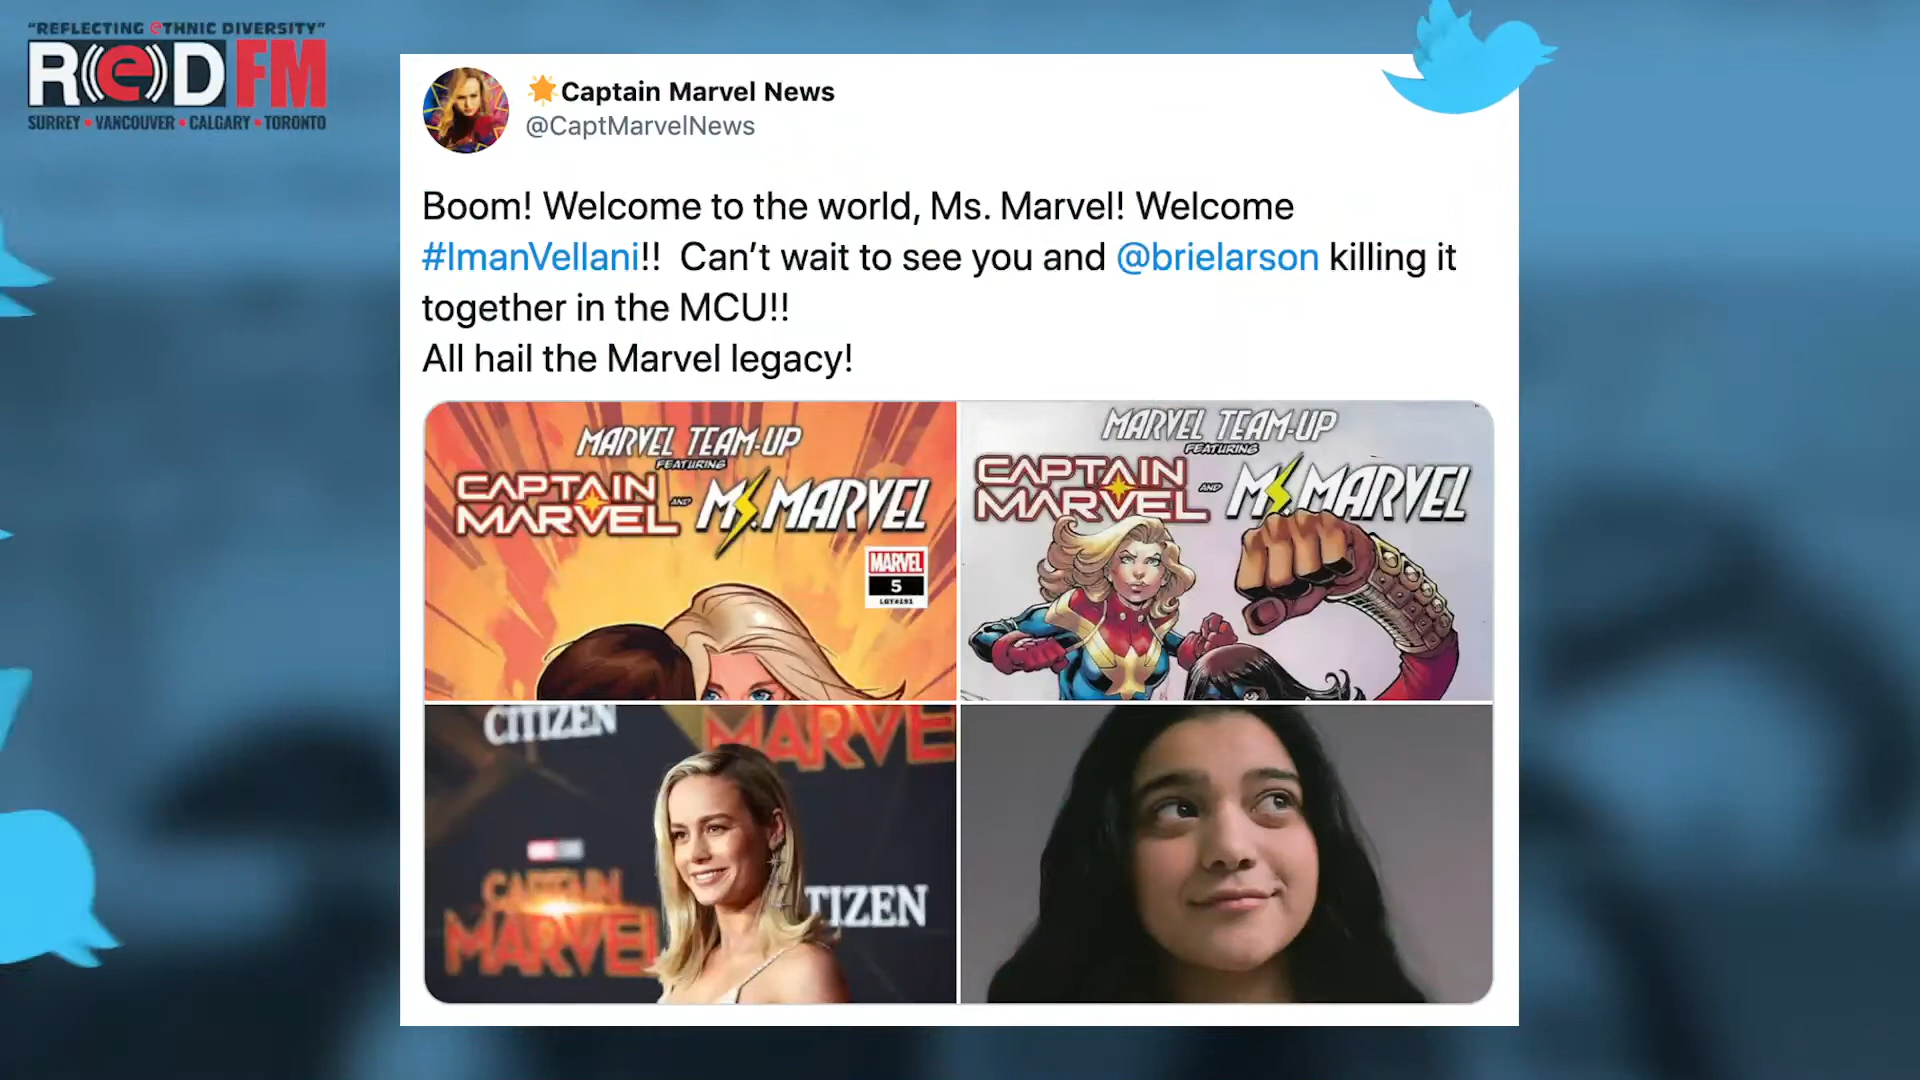 "REFLECTING eTHNIC DIVERSITY"
ReD FM
SURREY • VANCOUVER • CALGARY • TORONTO
Captain Marvel News
@CaptMarvelNews
Boom! Welcome to the world, Ms. Marvel! Welcome
#ImanVellani!! Can't wait to see you and @brielarson killing it
together in the MCU!!
All hail the Marvel legacy!
MARVEL TEAM-UP
FEATURING
CAPTAIN MARVEL AND MS. MARVEL
MARVEL
5
LGY#191
MARVEL TEAM-UP
FEATURING
CAPTAIN MARVEL AND MS. MARVEL
CITIZEN
MARVE
CAPTAIN
MARVEL
TIZEN